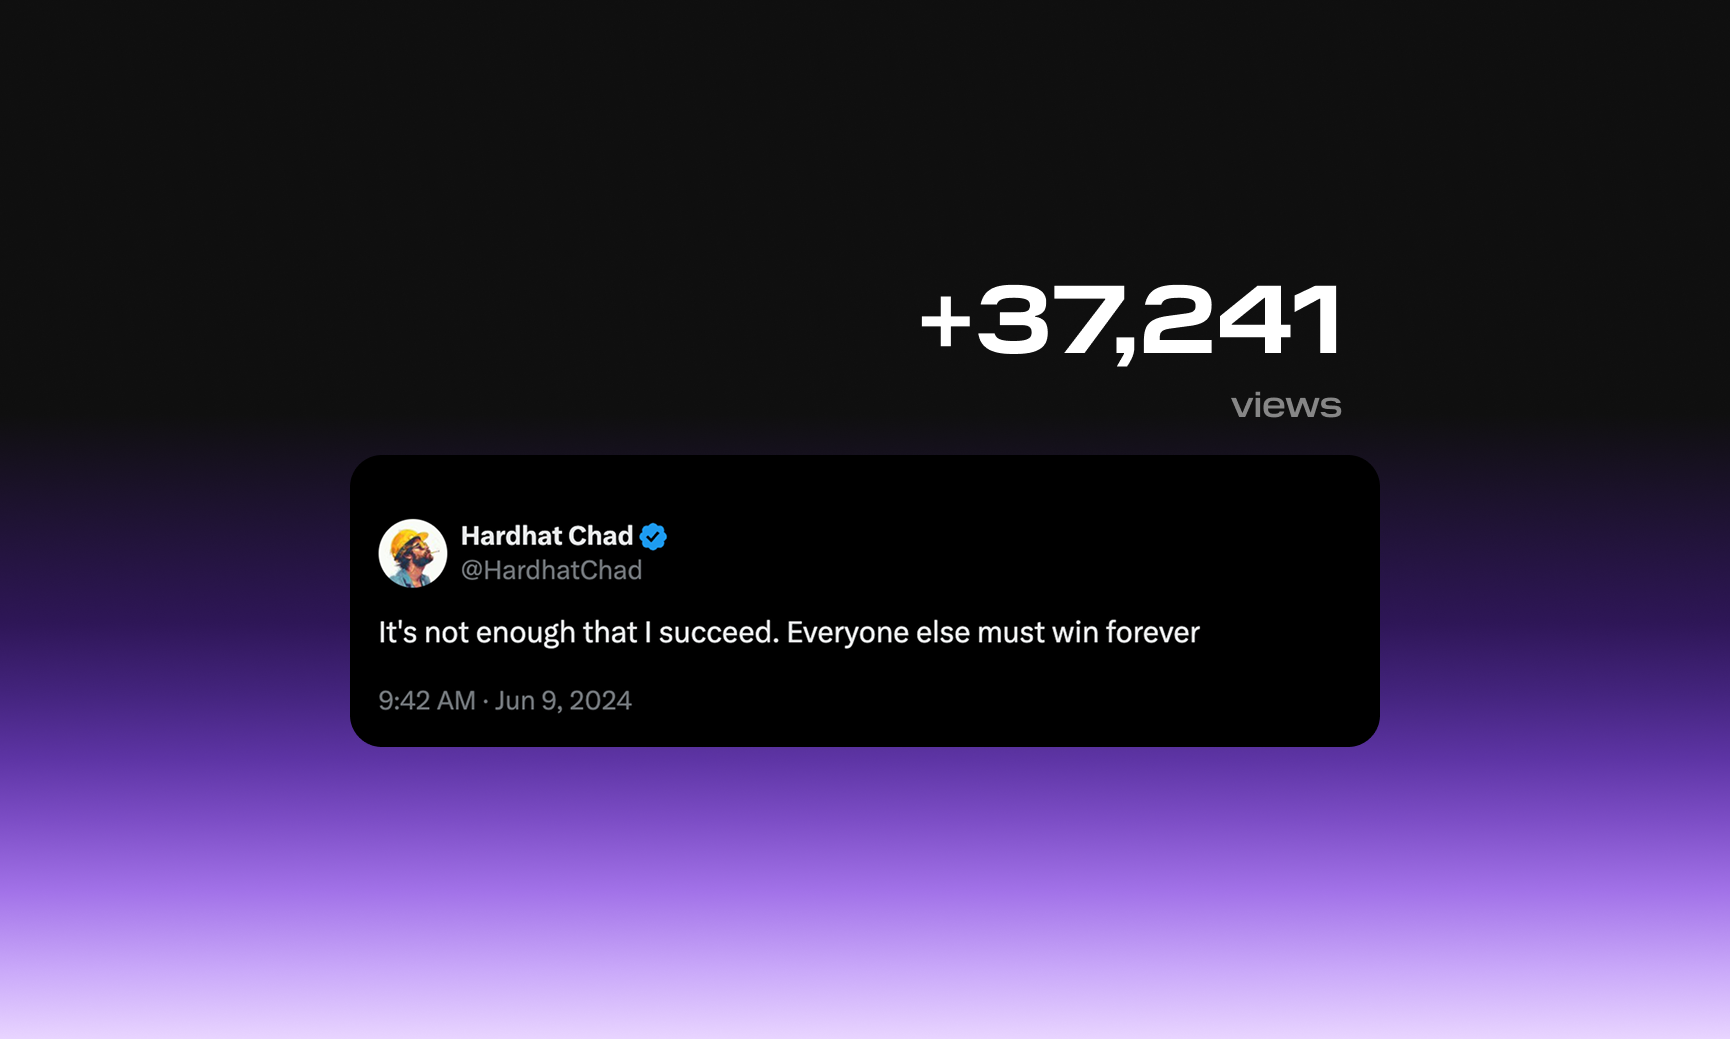 +37,241
views
Hardhat Chad
@HardhatChad
It's not enough that I succeed. Everyone else must win forever
9:42 AM · Jun 9, 2024